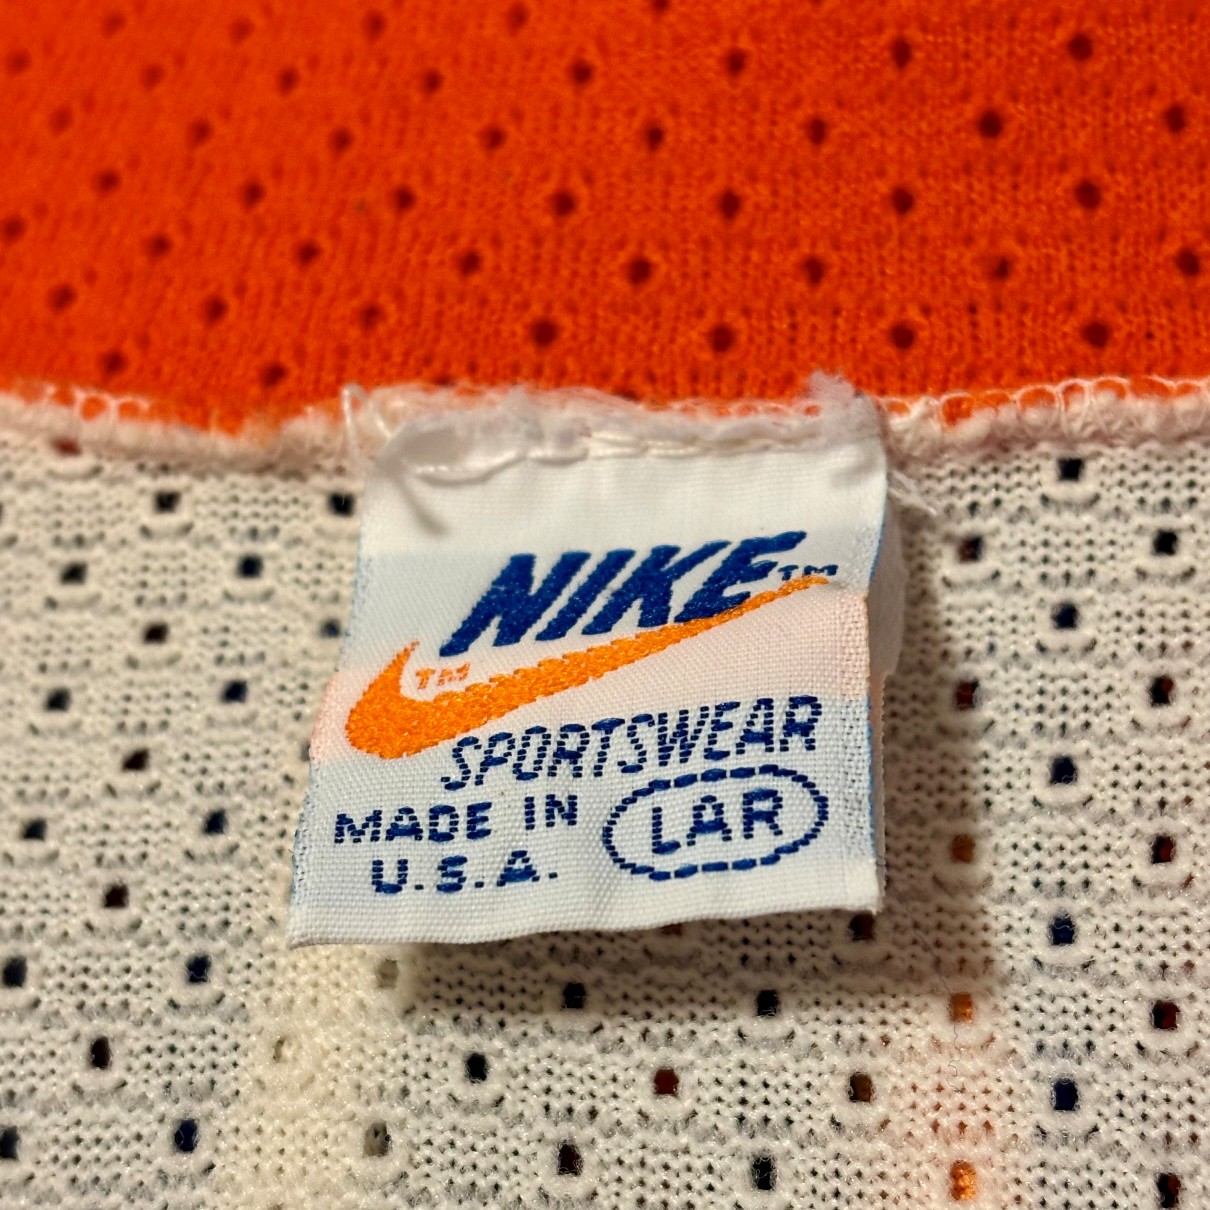 NIKE™
™
SPORTSWEAR
MADE IN
U.S.A.
LAR